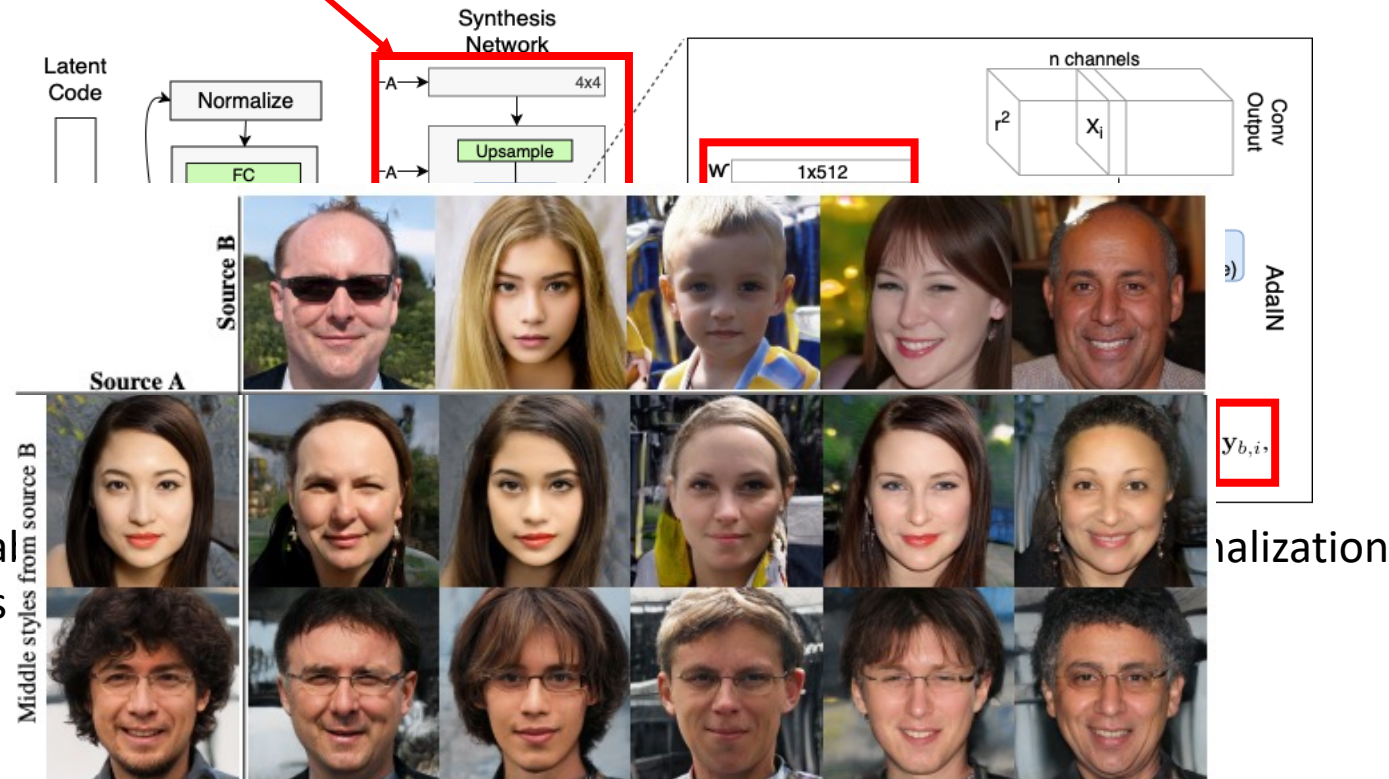 Synthesis
Network
Latent
Code
Normalize
FC
A
4x4
Upsample
A
n channels
r²
Xi
Conv
Output
W
1x512
Source B
AdaIN
Source A
Middle styles from source B
y_{b,i},
nalization